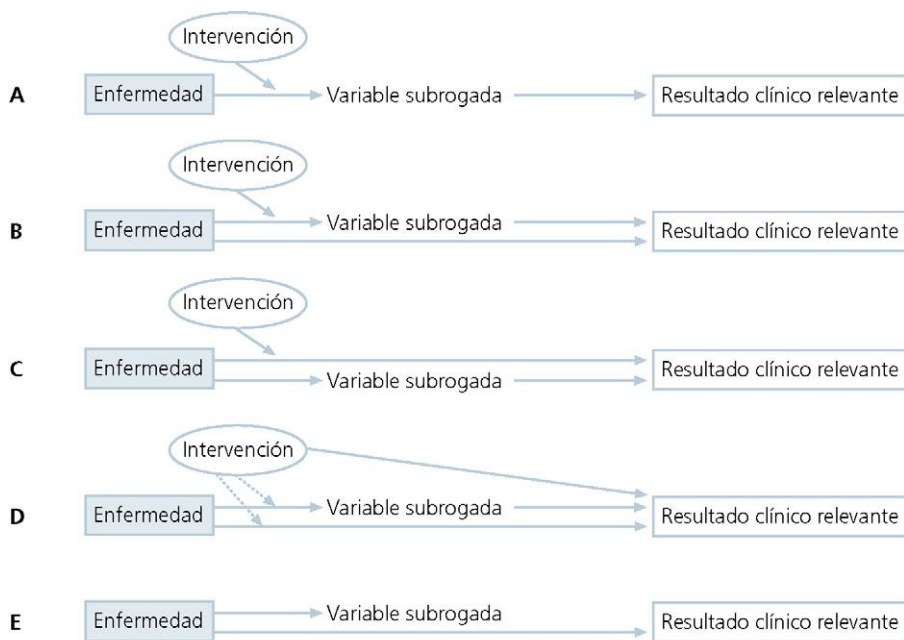 Intervención
A Enfermedad Variable subrogada Resultado clínico relevante
Intervención
B Enfermedad Variable subrogada Resultado clínico relevante
Intervención
C Enfermedad Variable subrogada Resultado clínico relevante
Intervención
D Enfermedad Variable subrogada Resultado clínico relevante
E Enfermedad Variable subrogada Resultado clínico relevante